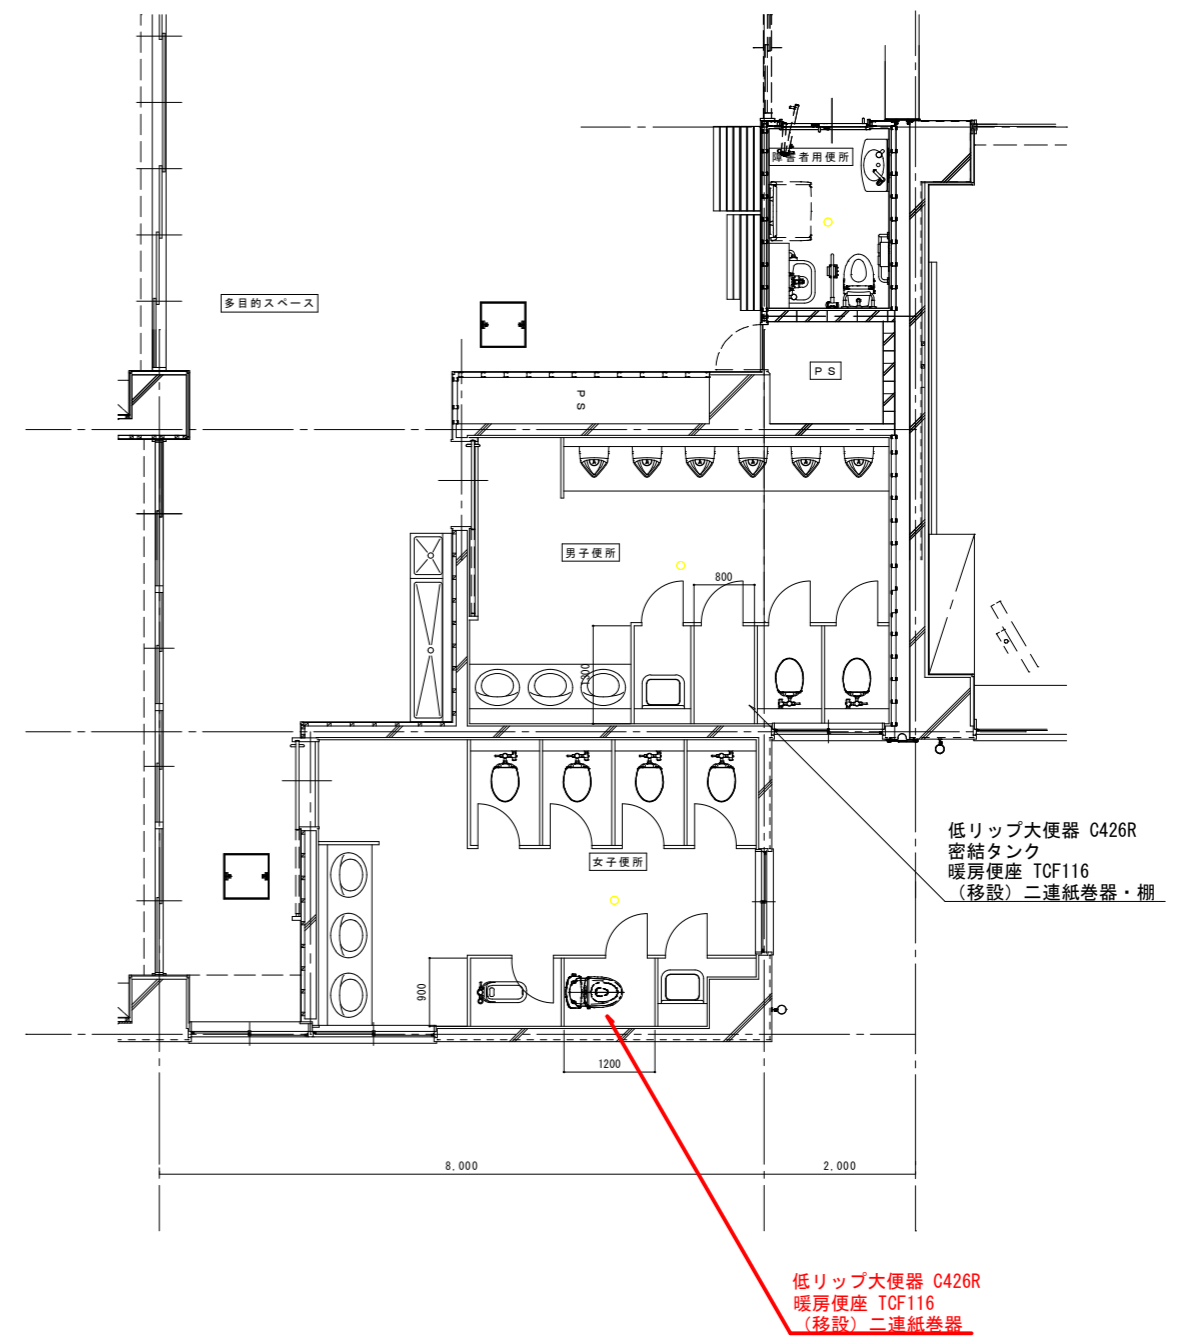 障害者用便所
多目的スペース
ＰＳ
ＰＳ
男子便所
800
1300
低リップ大便器 C426R
密結タンク
暖房便座 TCF116
（移設）二連紙巻器・棚
女子便所
900
1200
8,000
2,000
低リップ大便器 C426R
暖房便座 TCF116
（移設）二連紙巻器